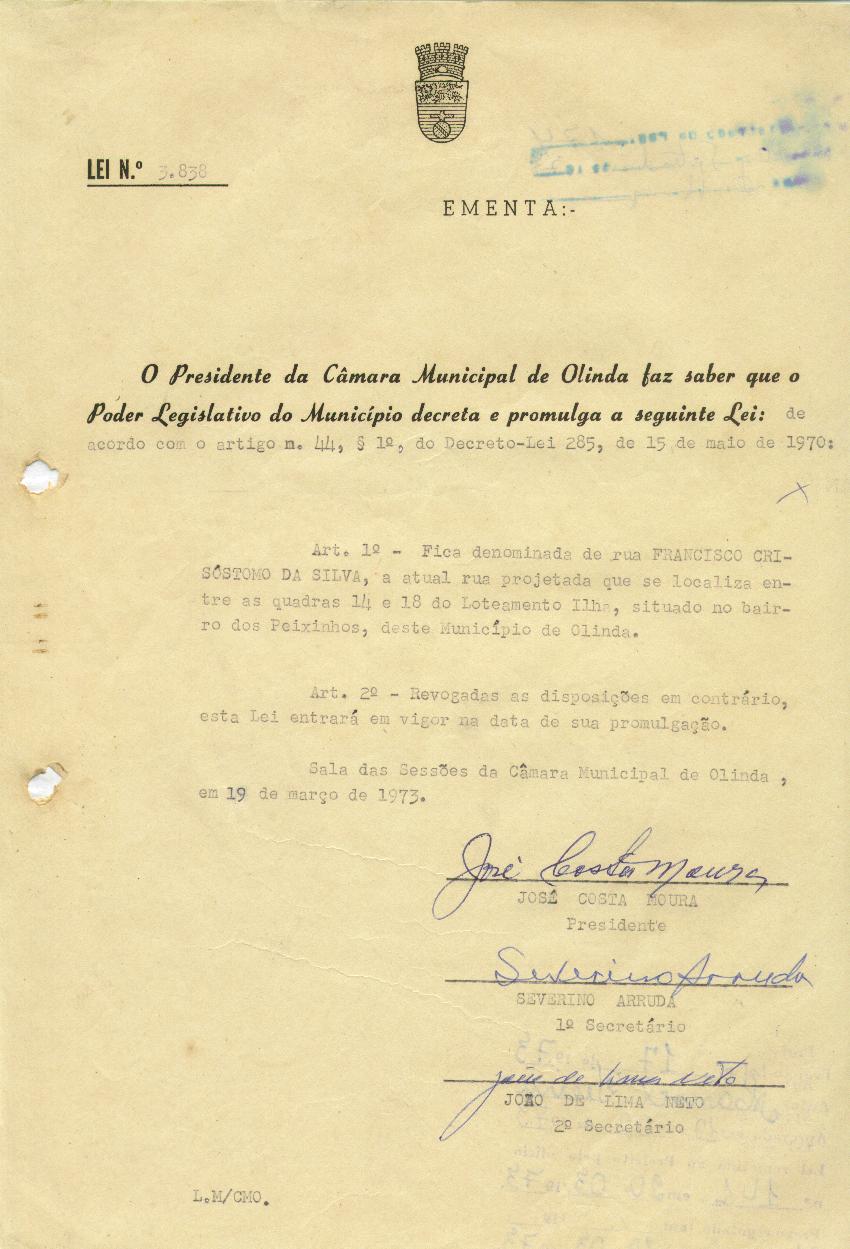 LEI N.º 3.838
EMENTA:-
O Presidente da Câmara Municipal de Olinda faz saber que o
Poder Legislativo do Município decreta e promulga a seguinte Lei: de
acordo com o artigo n. 44, § 1º, do Decreto-Lei 285, de 15 de maio de 1970:
Art. 1º - Fica denominada de rua FRANCISCO CRI-
SÓSTOMO DA SILVA, a atual rua projetada que se localiza en-
tre as quadras 14 e 18 do Loteamento Ilha, situado no bair-
ro dos Peixinhos, deste Município de Olinda.
Art. 2º - Revogadas as disposições em contrário,
esta Lei entrará em vigor na data de sua promulgação.
Sala das Sessões da Câmara Municipal de Olinda ,
em 19 de março de 1973.
José Costa Moura
JOSÉ COSTA MOURA
Presidente
Severino Arruda
SEVERINO ARRUDA
1º Secretário
João de Lima Neto
JOÃO DE LIMA NETO
2º Secretário
L.M/CMO.